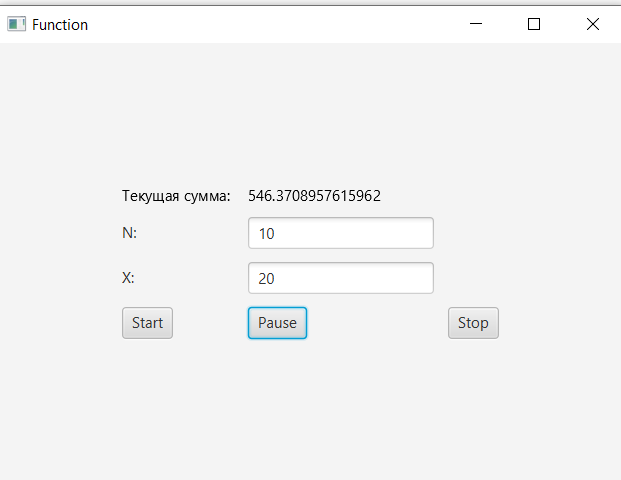 Function
Текущая сумма: 546.3708957615962
N: 10
X: 20
Start Pause Stop